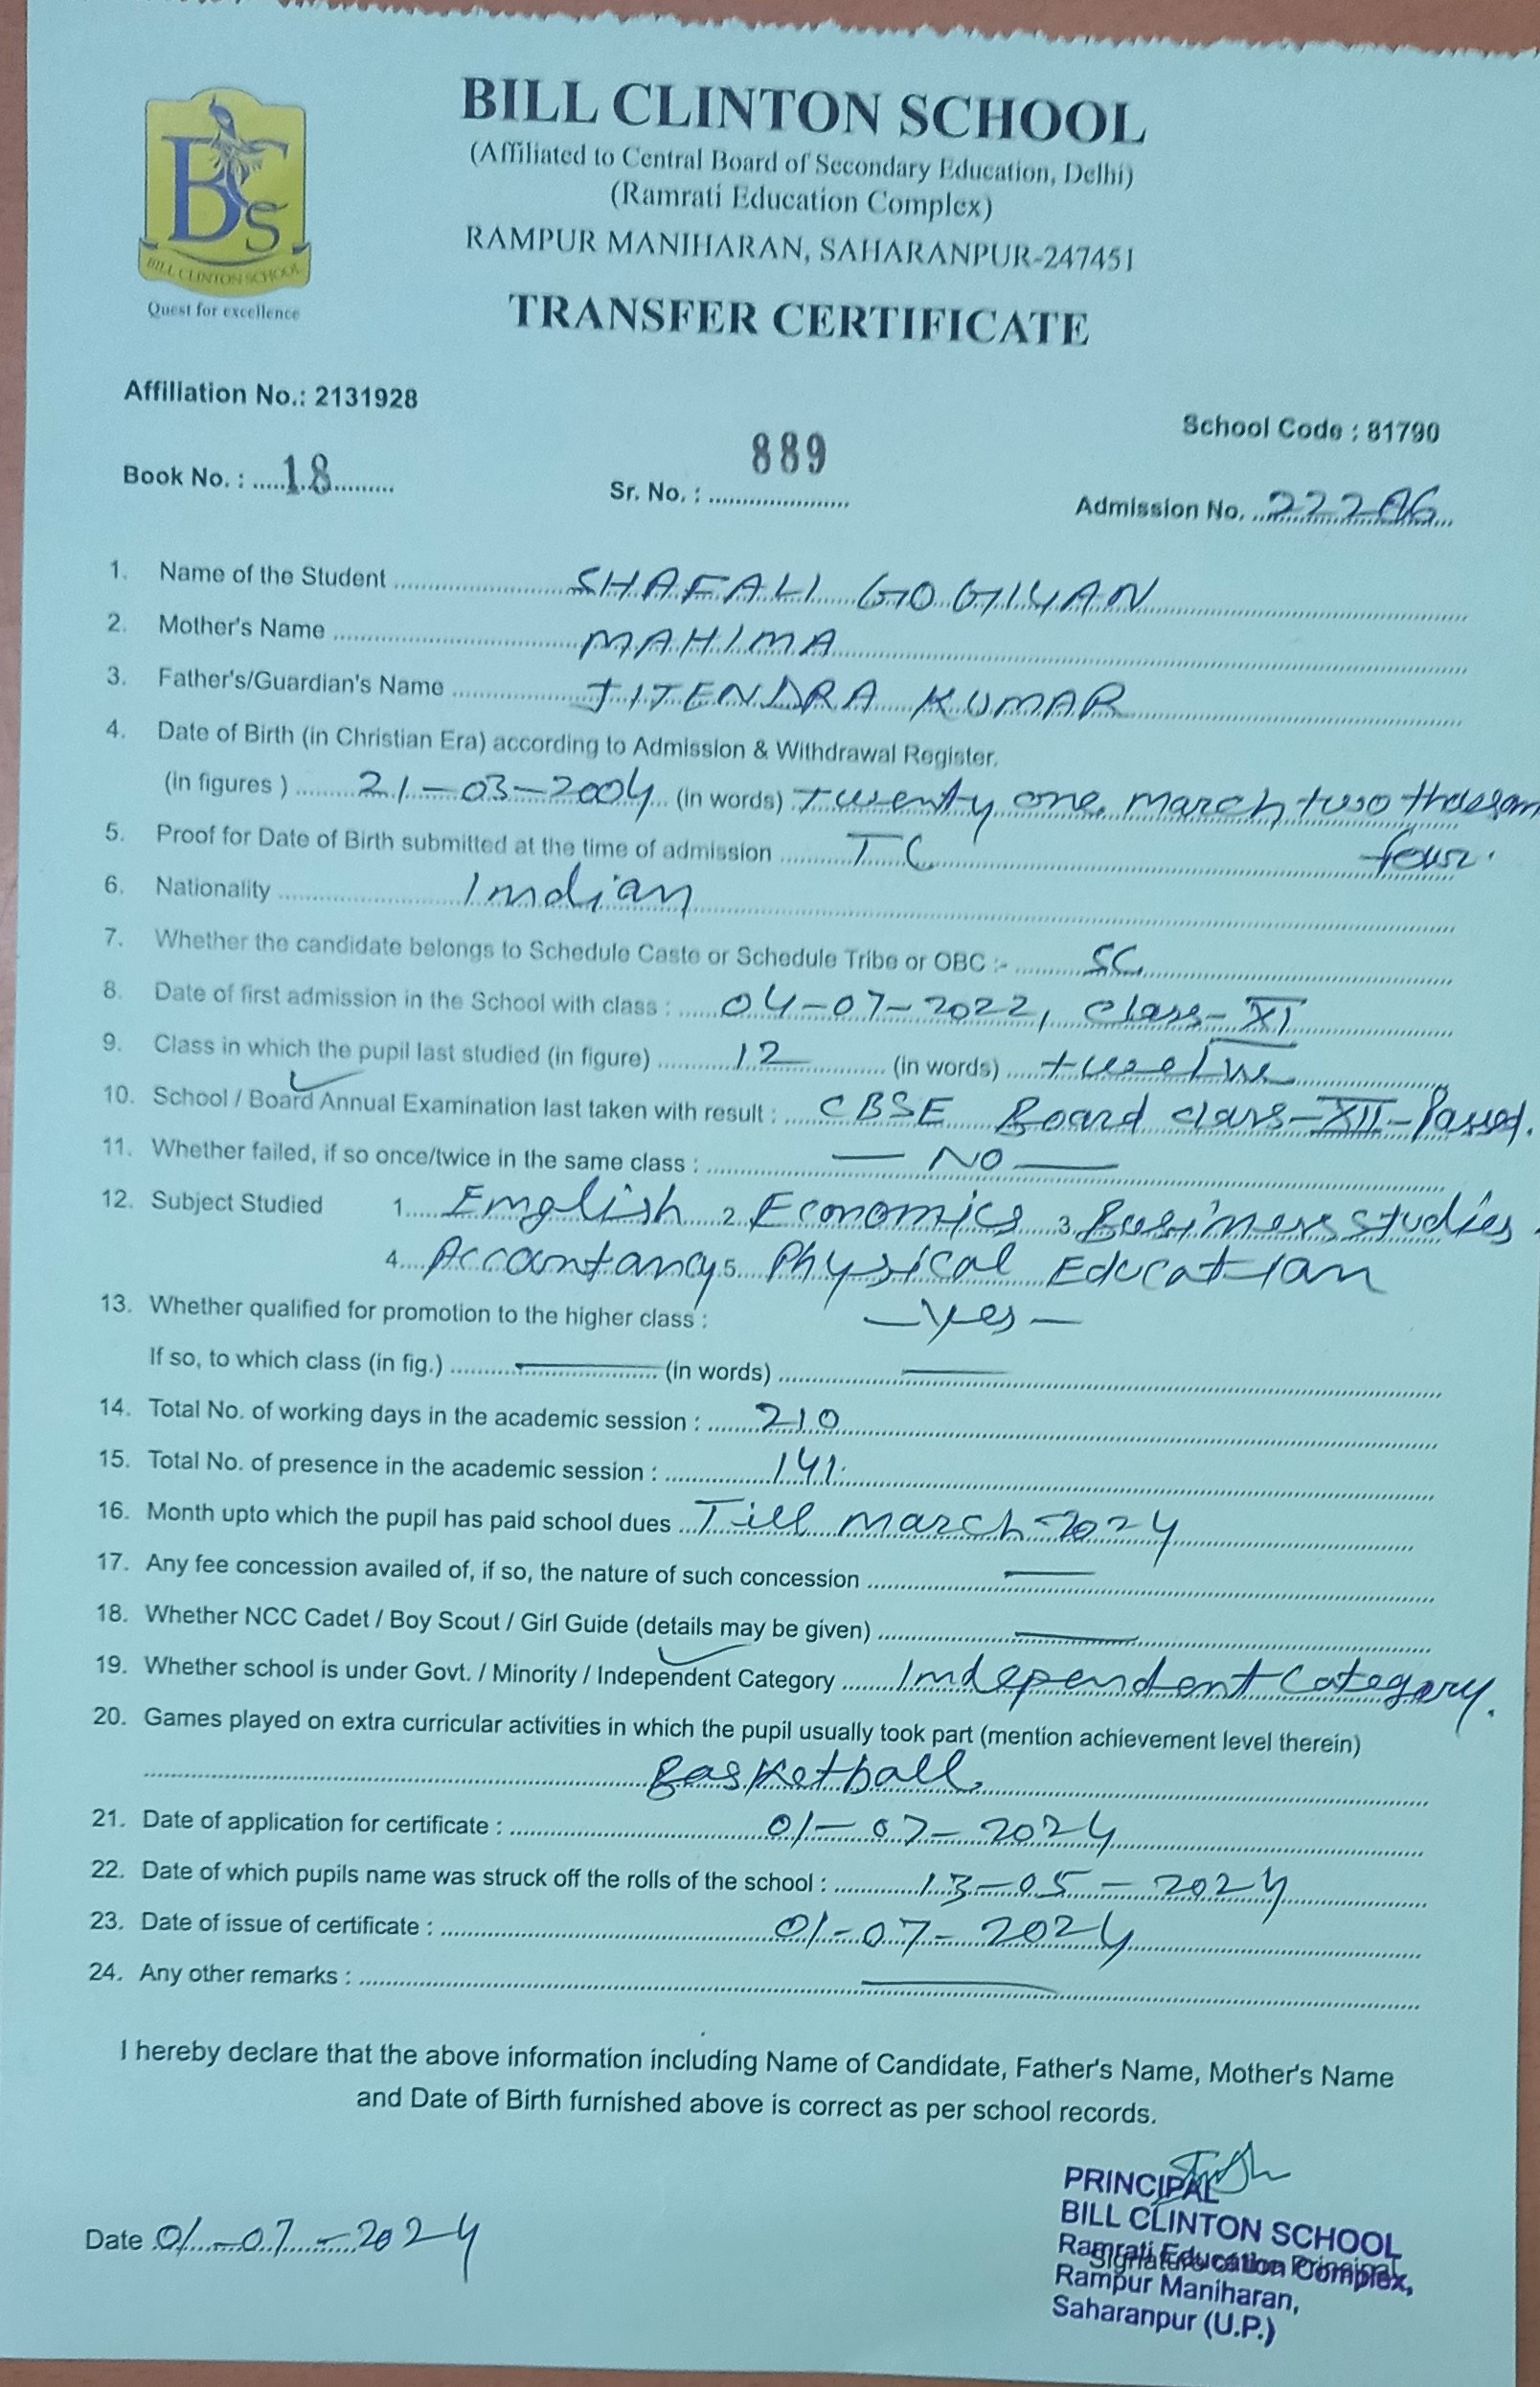 BILL CLINTON SCHOOL
(Affiliated to Central Board of Secondary Education, Delhi)
(Ramrati Education Complex)
RAMPUR MANIHARAN, SAHARANPUR-247451
BCS
BILL CLINTON SCHOOL
Quest for excellence
TRANSFER CERTIFICATE
Affiliation No.: 2131928
School Code : 81790
Book No. : 18 Sr. No. : 889 Admission No.
1. Name of the Student SHAFALI GOGIYAN
2. Mother's Name MAHIMA
3. Father's/Guardian's Name JITENDRA KUMAR
4. Date of Birth (in Christian Era) according to Admission & Withdrawal Register.
(in figures ) 21-03-2004 (in words) Twenty one march two
5. Proof for Date of Birth submitted at the time of admission TC four.
6. Nationality Indian
7. Whether the candidate belongs to Schedule Caste or Schedule Tribe or OBC :- SC
8. Date of first admission in the School with class : 04-07-2022, Class-XI
9. Class in which the pupil last studied (in figure) 12 (in words) twelve
10. School / Board Annual Examination last taken with result : CBSE Board class-XII-Passed.
11. Whether failed, if so once/twice in the same class : — NO —
12. Subject Studied 1. English 2. Economics 3. Business studies
4. Accountancy 5. Physical Education
13. Whether qualified for promotion to the higher class : - Yes -
If so, to which class (in fig.) — (in words) —
14. Total No. of working days in the academic session : 210
15. Total No. of presence in the academic session : 141
16. Month upto which the pupil has paid school dues Till march-2024
17. Any fee concession availed of, if so, the nature of such concession —
18. Whether NCC Cadet / Boy Scout / Girl Guide (details may be given) —
19. Whether school is under Govt. / Minority / Independent Category Independent Category.
20. Games played on extra curricular activities in which the pupil usually took part (mention achievement level therein)
Basketball.
21. Date of application for certificate : 01-07-2024
22. Date of which pupils name was struck off the rolls of the school : 13-05-2024
23. Date of issue of certificate : 01-07-2024
24. Any other remarks : —
I hereby declare that the above information including Name of Candidate, Father's Name, Mother's Name
and Date of Birth furnished above is correct as per school records.
Date 01-07-2024
PRINCIPAL
BILL CLINTON SCHOOL
Ramrati Education Complex,
Signature of the Principal
Rampur Maniharan,
Saharanpur (U.P.)